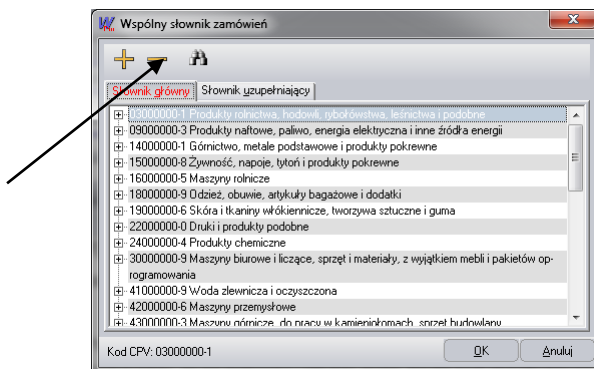 Wspólny słownik zamówień
Słownik główny Słownik uzupełniający
03000000-1 Produkty rolnictwa, hodowli, rybołówstwa, leśnictwa i podobne
09000000-3 Produkty naftowe, paliwo, energia elektryczna i inne źródła energii
14000000-1 Górnictwo, metale podstawowe i produkty pokrewne
15000000-8 Żywność, napoje, tytoń i produkty pokrewne
16000000-5 Maszyny rolnicze
18000000-9 Odzież, obuwie, artykuły bagażowe i dodatki
19000000-6 Skóra i tkaniny włókiennicze, tworzywa sztuczne i guma
22000000-0 Druki i produkty podobne
24000000-4 Produkty chemiczne
30000000-9 Maszyny biurowe i liczące, sprzęt i materiały, z wyjątkiem mebli i pakietów op-
rogramowania
41000000-9 Woda zlewnicza i oczyszczona
42000000-6 Maszyny przemysłowe
43000000-3 Maszyny górnicze, do pracy w kamieniołomach, sprzęt budowlany
Kod CPV: 03000000-1
OK Anuluj